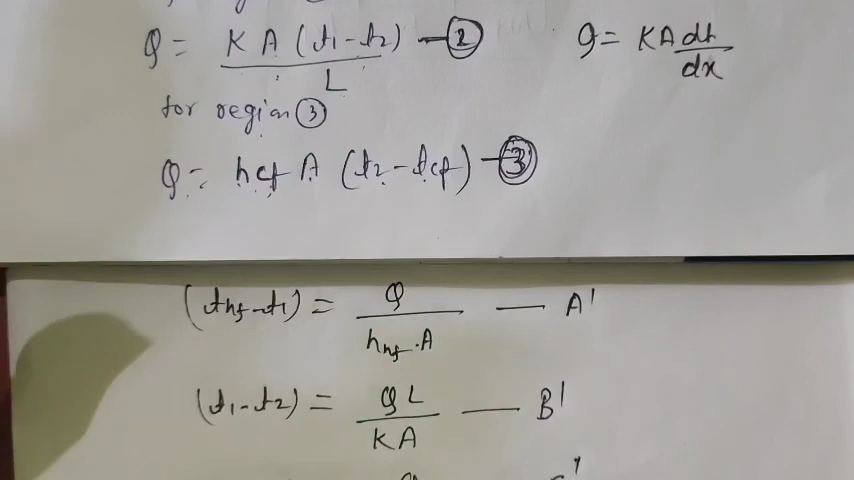 Q = K A (t1-t2) / L — ② q = KA dt/dx
for region ③
Q = hcf A (t2 - tcf) — ③
(thf - t1) = Q / hhf · A — A'
(t1 - t2) = QL / KA — B'